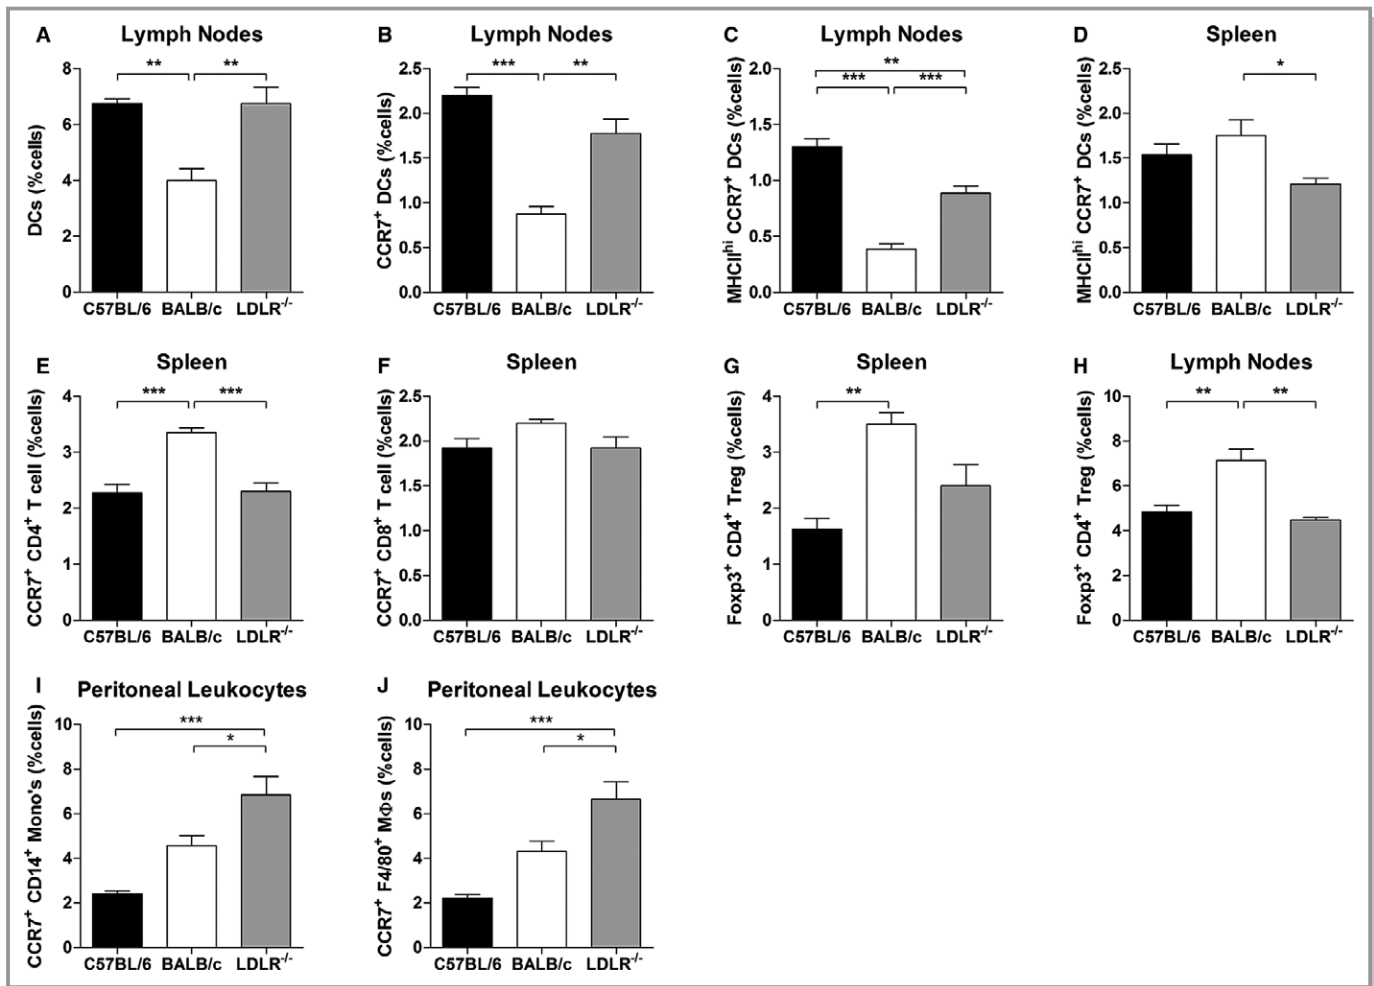 A Lymph Nodes
DCs (%cells)
8
6
4
2
0
** **
C57BL/6 BALB/c LDLR-/-
B Lymph Nodes
CCR7+ DCs (%cells)
2.5
2.0
1.5
1.0
0.5
0.0
*** **
C57BL/6 BALB/c LDLR-/-
C Lymph Nodes
MHCIIhi CCR7+ DCs (%cells)
2.0
1.5
1.0
0.5
0.0
**
*** ***
C57BL/6 BALB/c LDLR-/-
D Spleen
MHCIIhi CCR7+ DCs (%cells)
2.5
2.0
1.5
1.0
0.5
0.0
*
C57BL/6 BALB/c LDLR-/-
E Spleen
CCR7+ CD4+ T cell (%cells)
4
3
2
1
0
*** ***
C57BL/6 BALB/c LDLR-/-
F Spleen
CCR7+ CD8+ T cell (%cells)
2.5
2.0
1.5
1.0
0.5
0.0
C57BL/6 BALB/c LDLR-/-
G Spleen
Foxp3+ CD4+ Treg (%cells)
4
3
2
1
0
**
C57BL/6 BALB/c LDLR-/-
H Lymph Nodes
Foxp3+ CD4+ Treg (%cells)
10
8
6
4
2
0
** **
C57BL/6 BALB/c LDLR-/-
I Peritoneal Leukocytes
CCR7+ CD14+ Mono's (%cells)
10
8
6
4
2
0
***
*
C57BL/6 BALB/c LDLR-/-
J Peritoneal Leukocytes
CCR7+ F4/80+ MΦs (%cells)
10
8
6
4
2
0
***
*
C57BL/6 BALB/c LDLR-/-